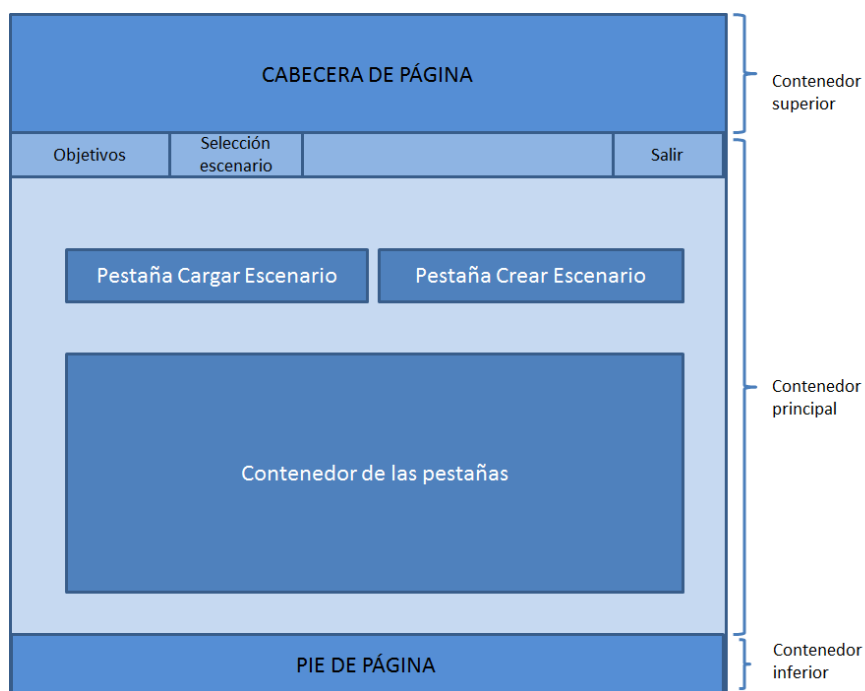 CABECERA DE PÁGINA
Contenedor
superior
Objetivos
Selección
escenario
Salir
Pestaña Cargar Escenario
Pestaña Crear Escenario
Contenedor
principal
Contenedor de las pestañas
PIE DE PÁGINA
Contenedor
inferior